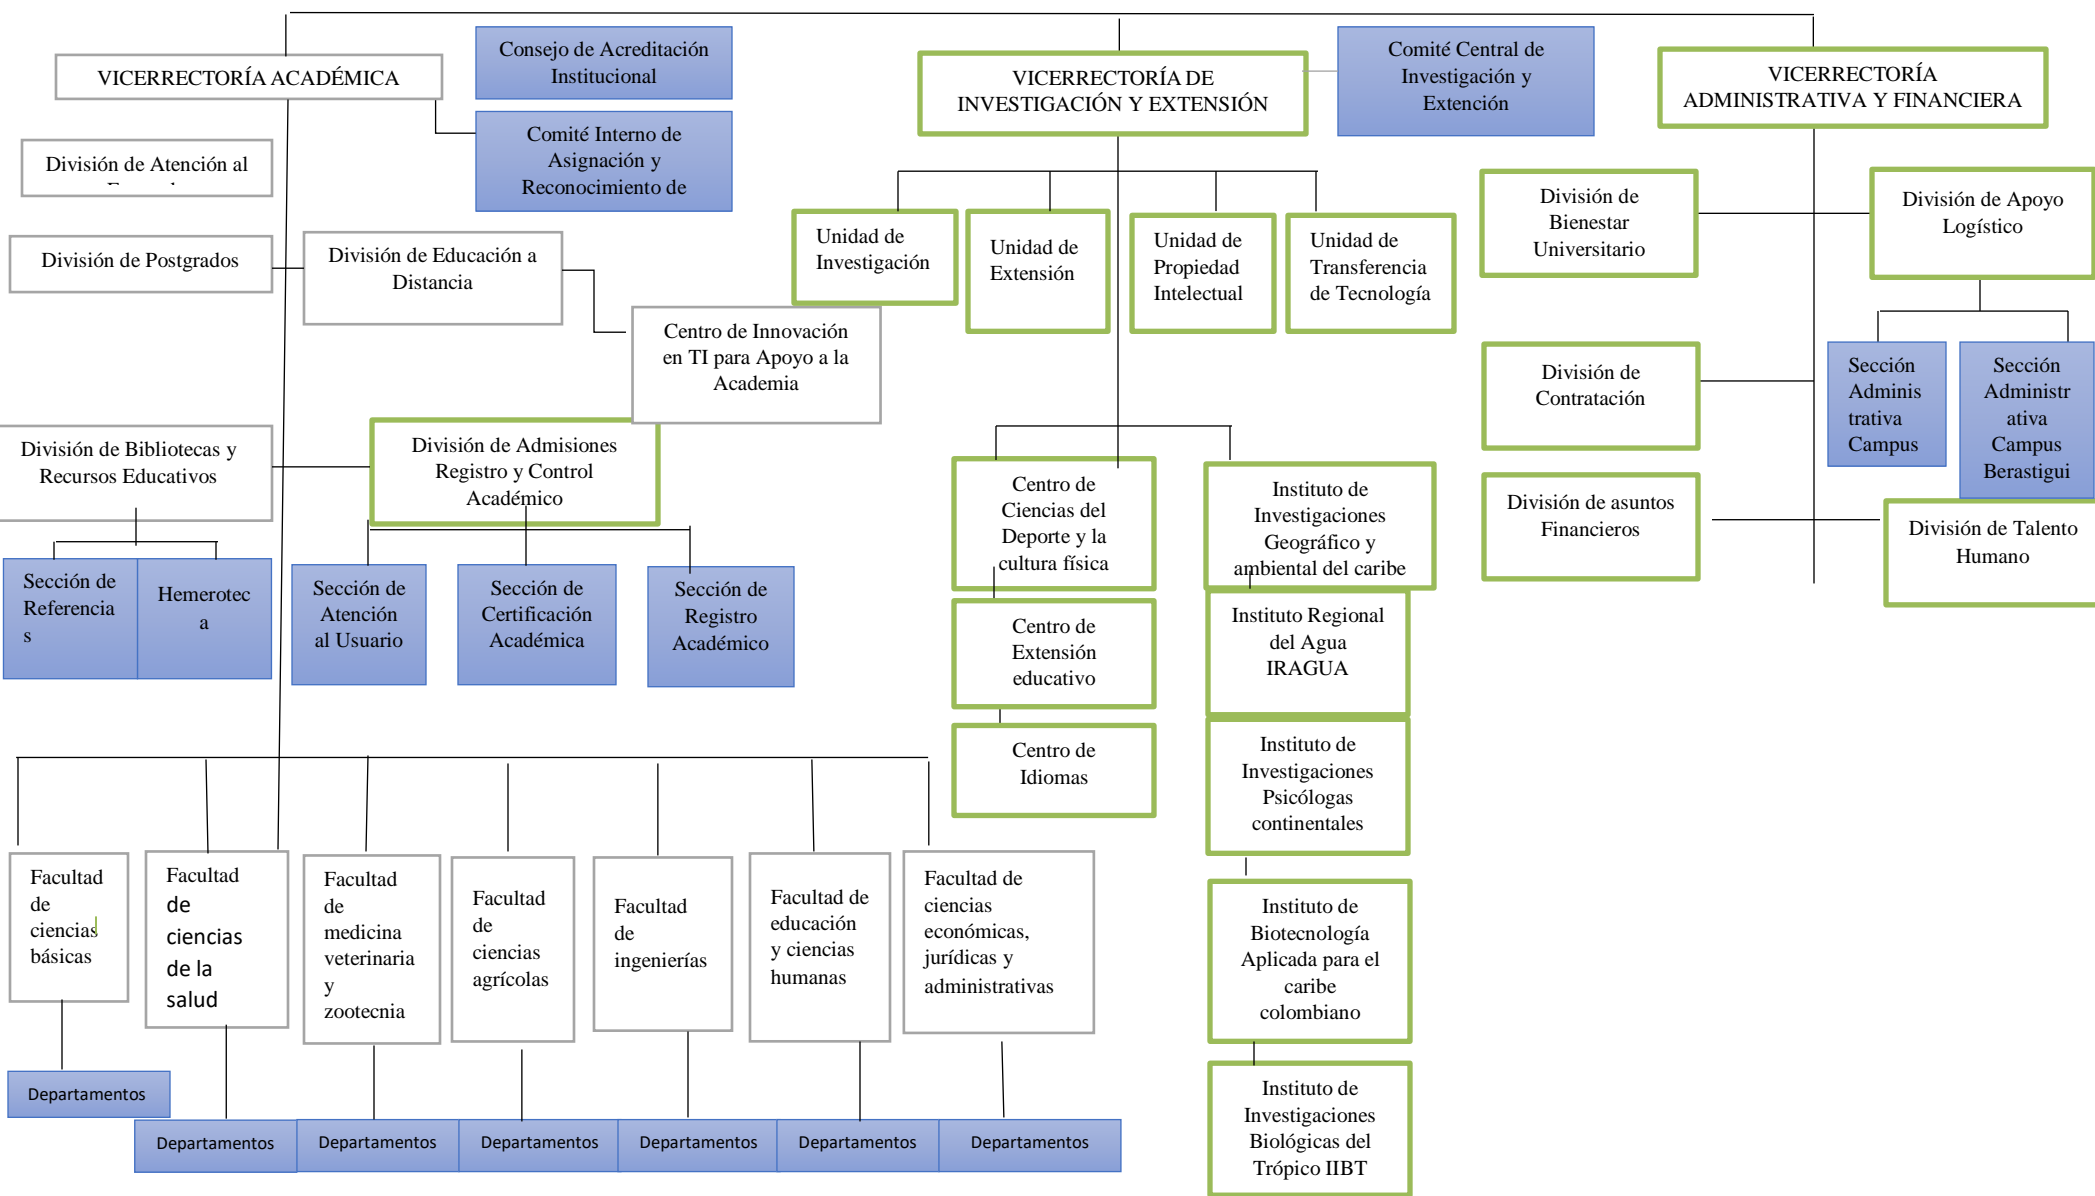 VICERRECTORÍA ACADÉMICA
Consejo de Acreditación
Institucional
Comité Interno de
Asignación y
Reconocimiento de
VICERRECTORÍA DE
INVESTIGACIÓN Y EXTENSIÓN
Comité Central de
Investigación y
Extención
VICERRECTORÍA
ADMINISTRATIVA Y FINANCIERA
División de Atención al
División de Postgrados
División de Educación a
Distancia
Centro de Innovación
en TI para Apoyo a la
Academia
División de Bibliotecas y
Recursos Educativos
División de Admisiones
Registro y Control
Académico
Sección de
Referencia
s
Hemerotec
a
Sección de
Atención
al Usuario
Sección de
Certificación
Académica
Sección de
Registro
Académico
Unidad de
Investigación
Unidad de
Extensión
Unidad de
Propiedad
Intelectual
Unidad de
Transferencia
de Tecnología
Centro de
Ciencias del
Deporte y la
cultura física
Centro de
Extensión
educativo
Centro de
Idiomas
Instituto de
Investigaciones
Geográfico y
ambiental del caribe
Instituto Regional
del Agua
IRAGUA
Instituto de
Investigaciones
Psicólogas
continentales
Instituto de
Biotecnología
Aplicada para el
caribe
colombiano
Instituto de
Investigaciones
Biológicas del
Trópico IIBT
División de
Bienestar
Universitario
División de Apoyo
Logístico
Sección
Adminis
trativa
Campus
Sección
Administr
ativa
Campus
Berastigui
División de
Contratación
División de asuntos
Financieros
División de Talento
Humano
Facultad
de
ciencias
básicas
Facultad
de
ciencias
de la
salud
Facultad
de
medicina
veterinaria
y
zootecnia
Facultad
de
ciencias
agrícolas
Facultad
de
ingenierías
Facultad de
educación
y ciencias
humanas
Facultad de
ciencias
económicas,
jurídicas y
administrativas
Departamentos
Departamentos
Departamentos
Departamentos
Departamentos
Departamentos
Departamentos